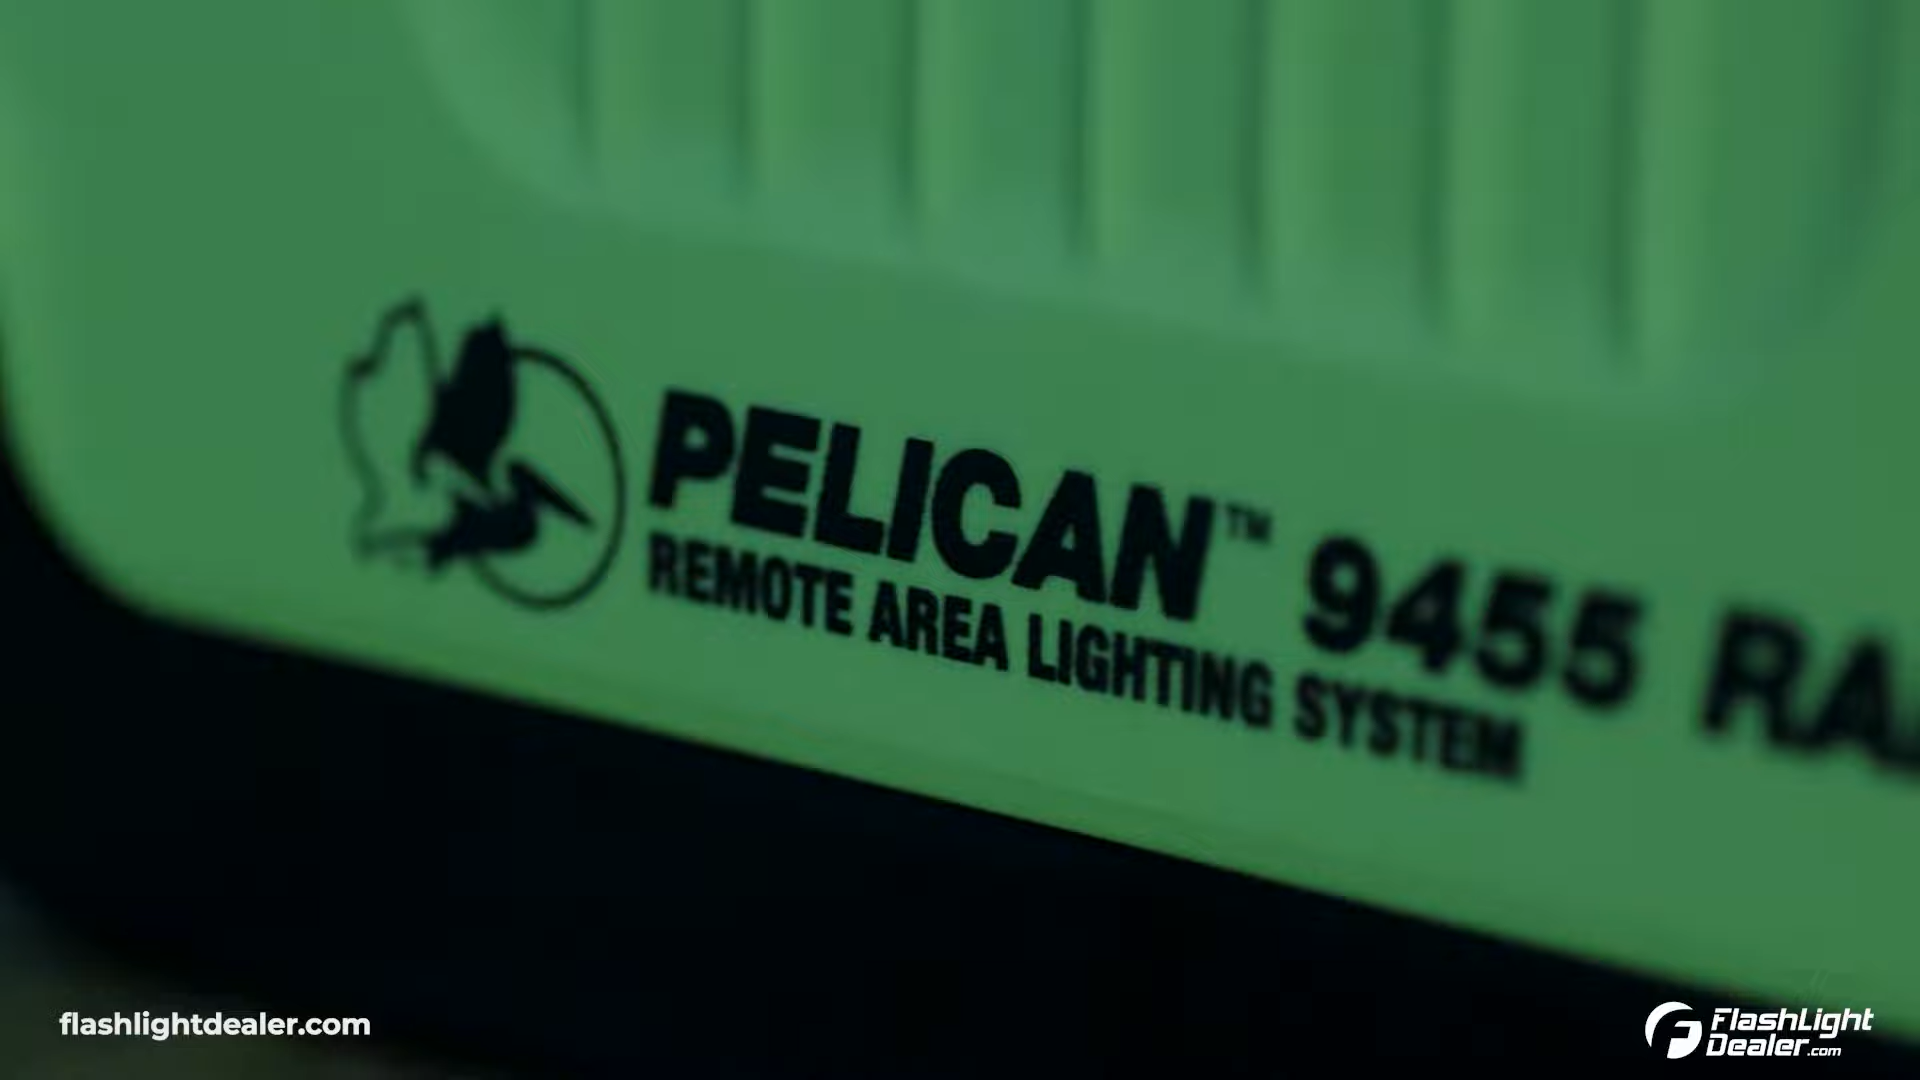 PELICAN™ 9455
REMOTE AREA LIGHTING SYSTEM
flashlightdealer.com
FlashLight
Dealer.com